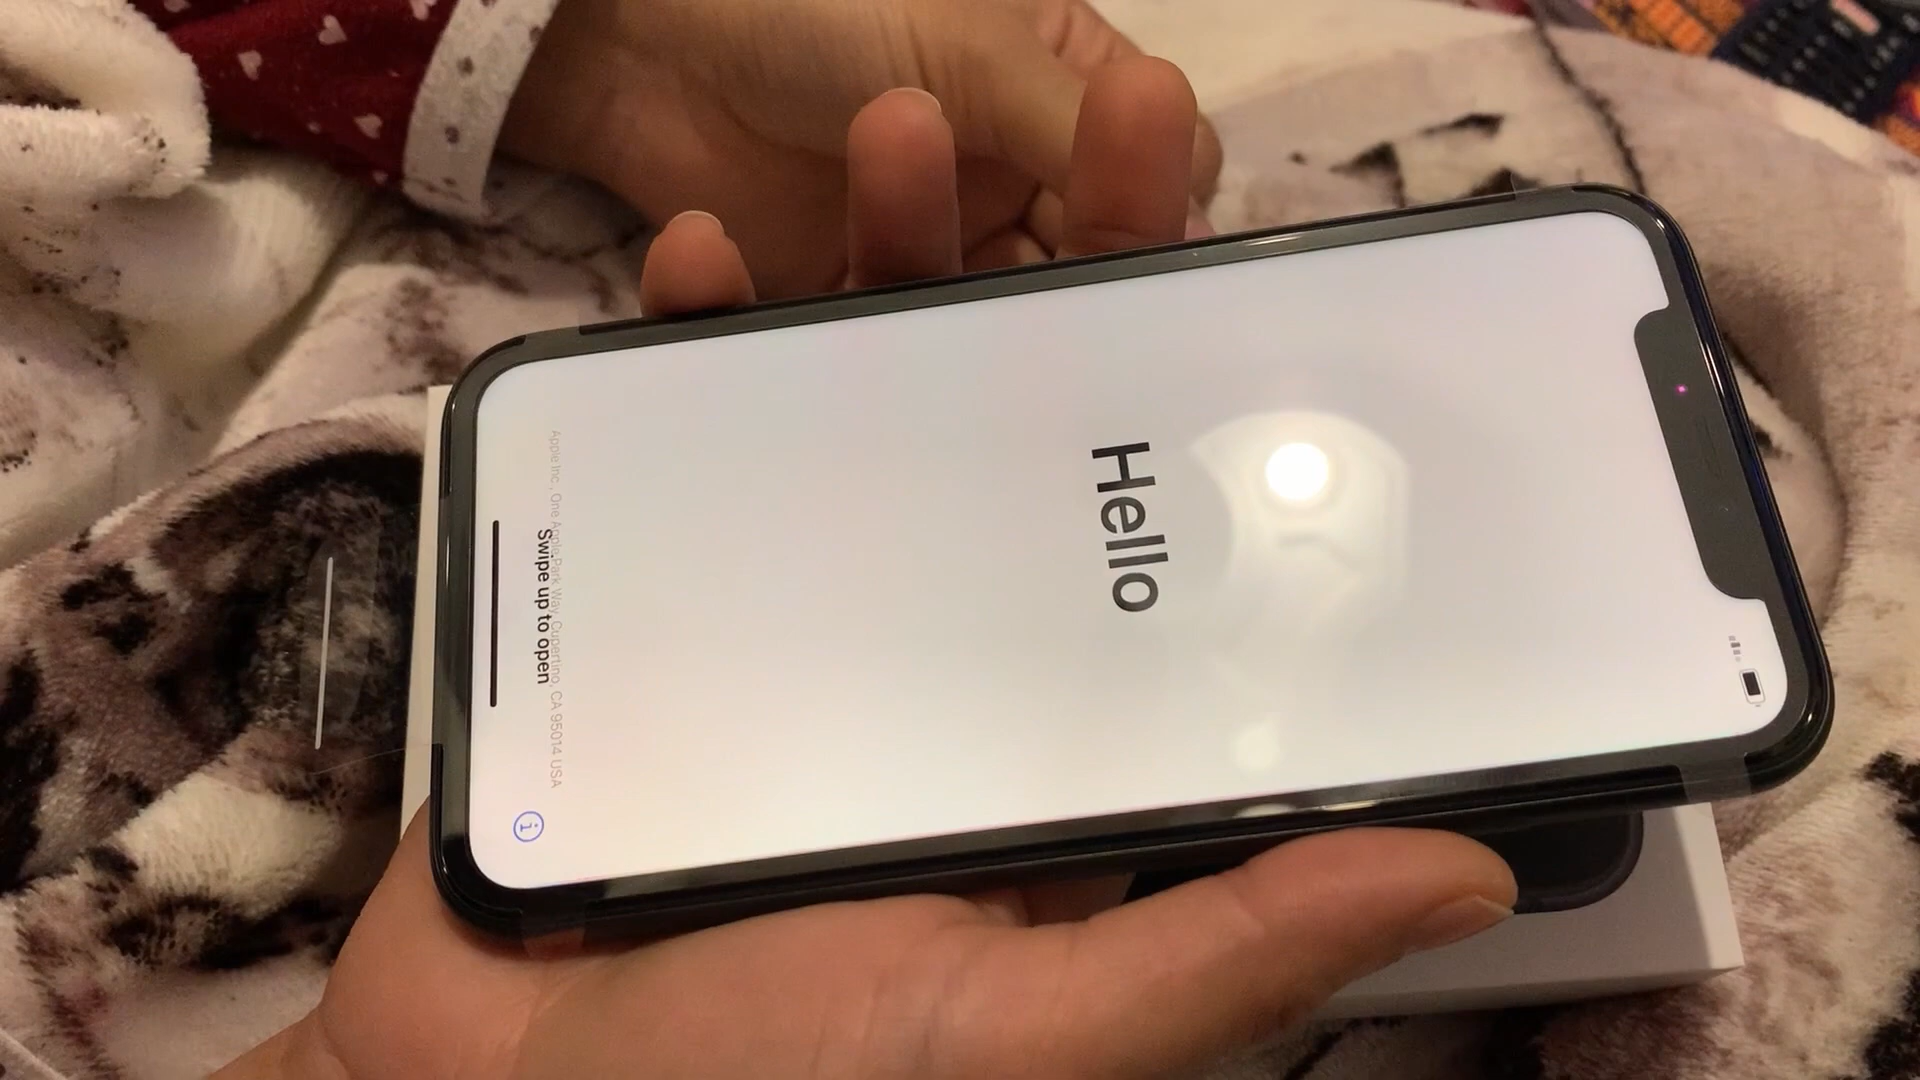 Hello
Apple Inc., One Apple Park Way, Cupertino, CA 95014 USA
Swipe up to open